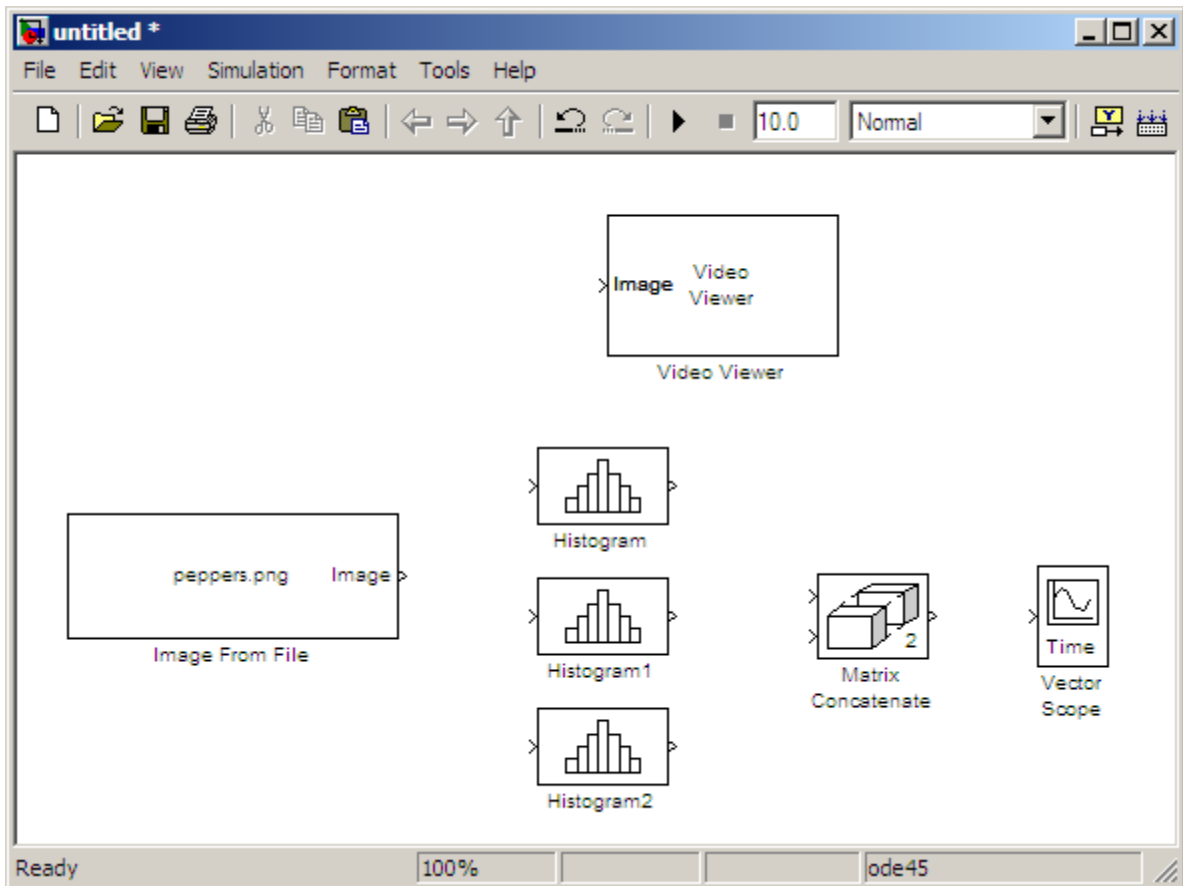 untitled *
File Edit View Simulation Format Tools Help
10.0 Normal
Image Video Viewer
Video Viewer
Histogram
peppers.png Image
Image From File
Histogram1
2
Matrix Concatenate
Time
Vector Scope
Histogram2
Ready 100% ode45